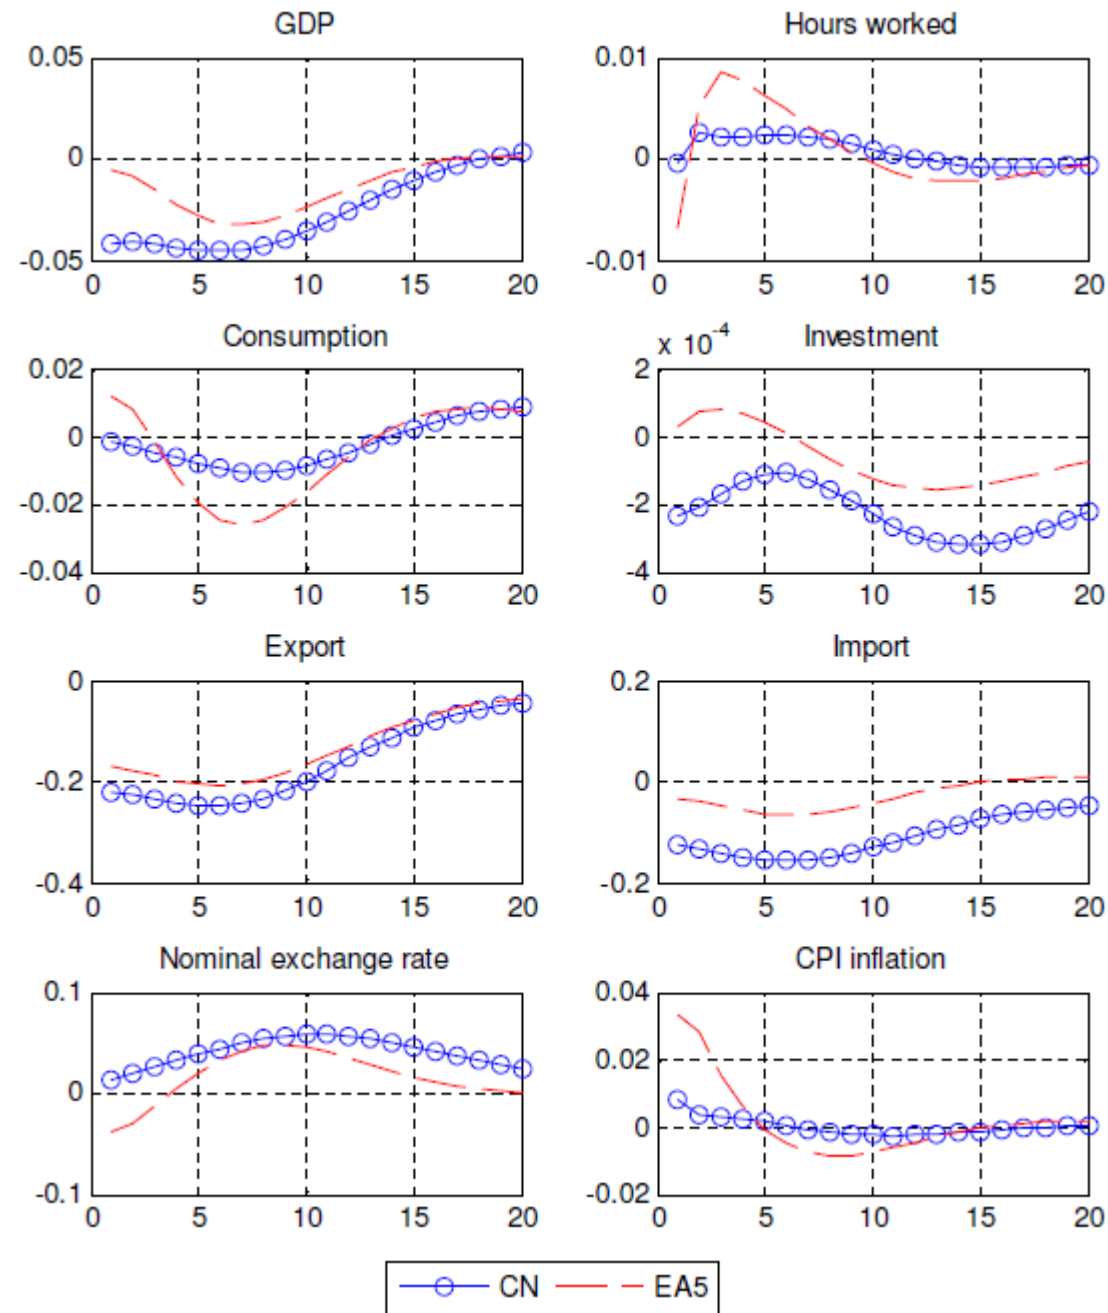 GDP
Hours worked
0.05
0
-0.05
0 5 10 15 20
0.01
0
-0.01
0 5 10 15 20
Consumption
x 10-4 Investment
0.02
0
-0.02
-0.04
0 5 10 15 20
2
0
-2
-4
0 5 10 15 20
Export
Import
0
-0.2
-0.4
0 5 10 15 20
0.2
0
-0.2
0 5 10 15 20
Nominal exchange rate
CPI inflation
0.1
0
-0.1
0 5 10 15 20
0.04
0.02
0
-0.02
0 5 10 15 20
CN EA5